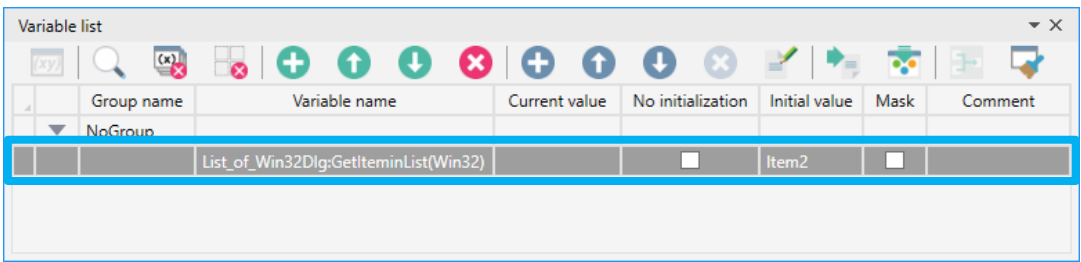 Variable list
(xy) (x)
Group name Variable name Current value No initialization Initial value Mask Comment
NoGroup
List_of_Win32Dlg:GetIteminList(Win32) Item2